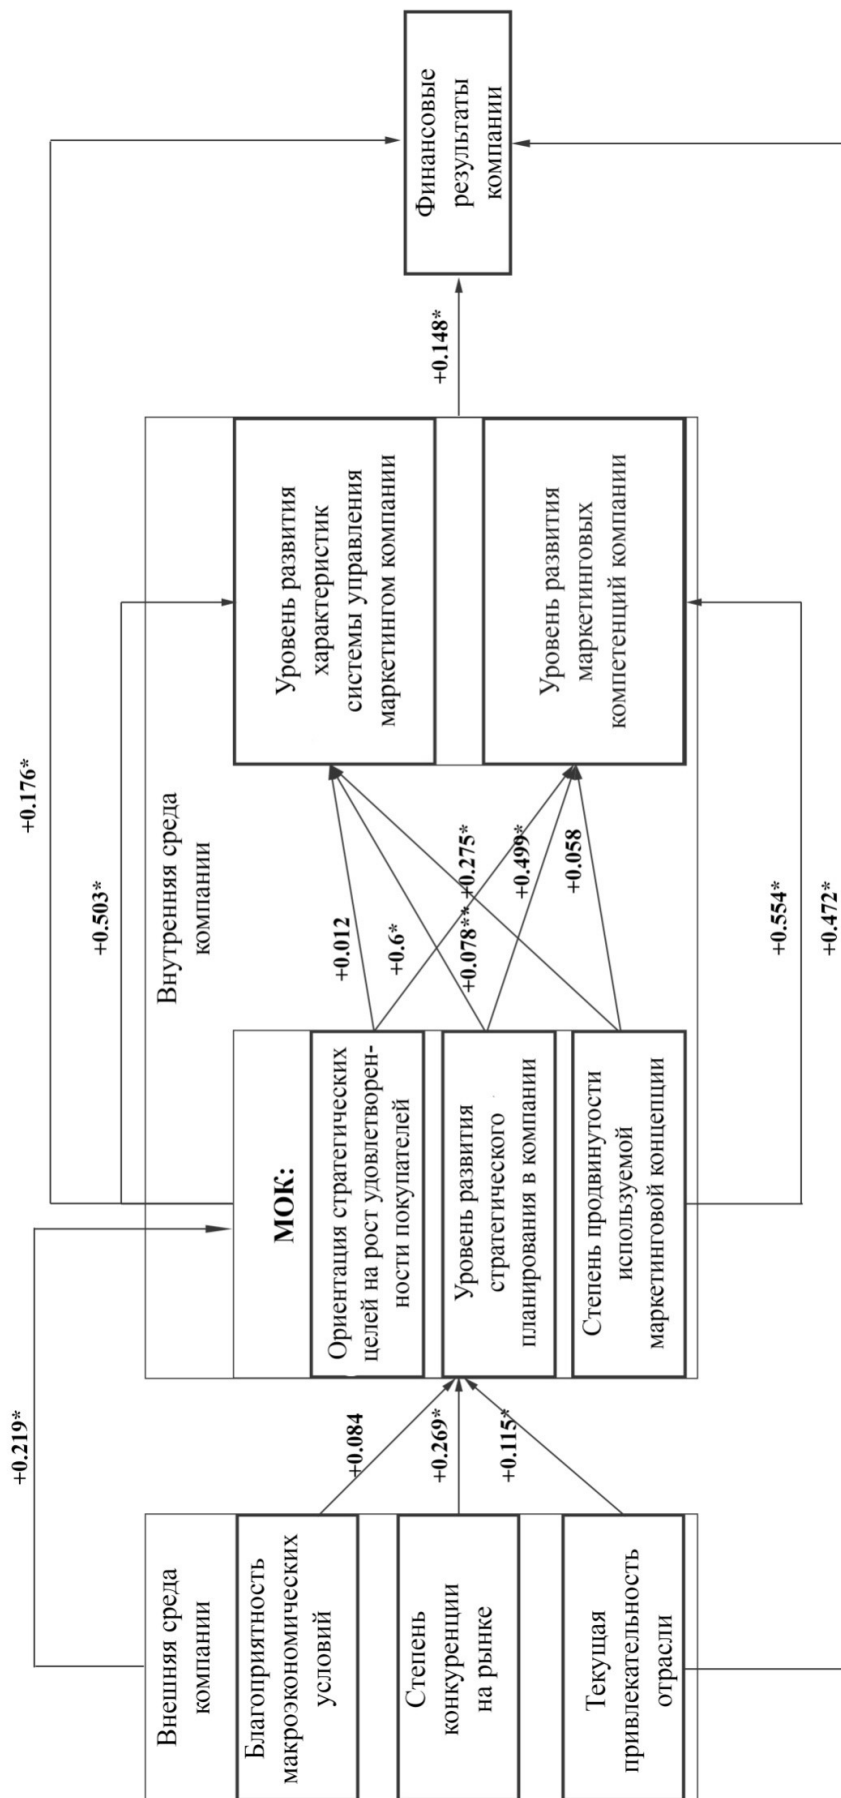 Внешняя среда
компании
Благоприятность
макроэкономических
условий
Степень
конкуренции
на рынке
Текущая
привлекательность
отрасли
+0.219*
+0.084
+0.269*
+0.115*
Внутренняя среда
компании
МОК:
Ориентация стратегических
целей на рост удовлетворен-
ности покупателей
Уровень развития
стратегического
планирования в компании
Степень продвинутости
используемой
маркетинговой концепции
+0.176*
+0.503*
+0.012
+0.6*
+0.078**
+0.275*
+0.499*
+0.058
+0.554*
+0.472*
Уровень развития
характеристик
системы управления
маркетингом компании
Уровень развития
маркетинговых
компетенций компании
+0.148*
Финансовые
результаты
компании